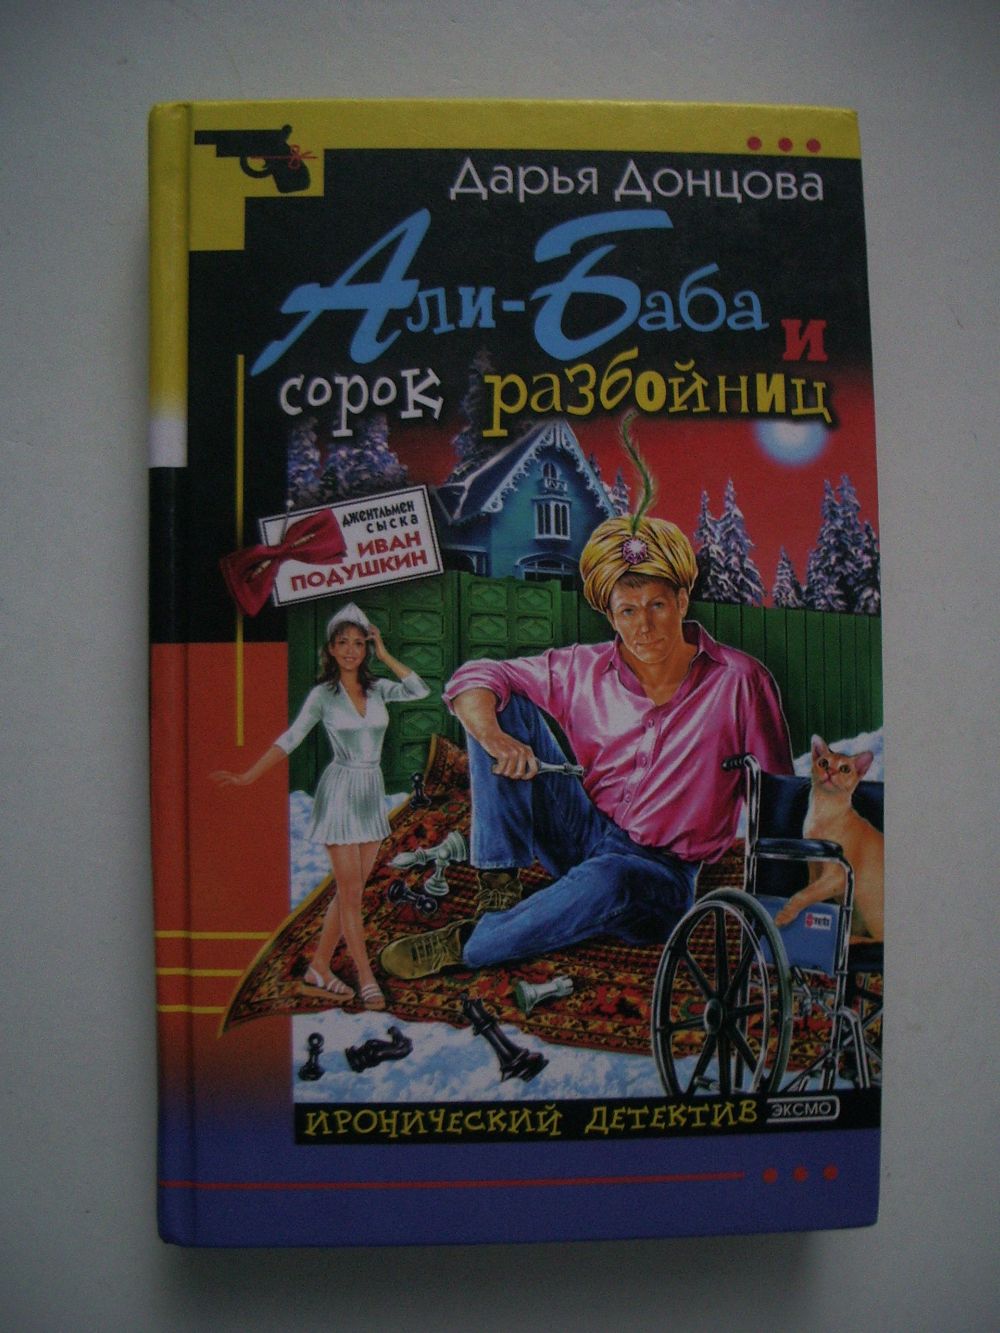 Дарья Донцова
Али-Баба и
сорок разбойниц
джентльмен
сыска
ИВАН
ПОДУШКИН
ИРОНИЧЕСКИЙ ДЕТЕКТИВ
ЭКСМО